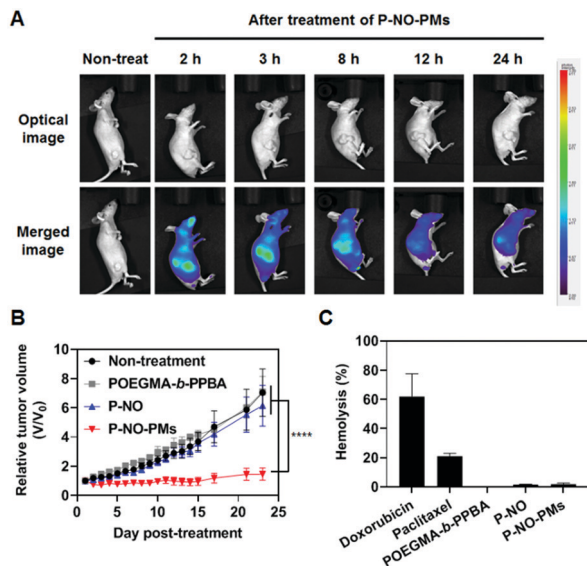 A
After treatment of P-NO-PMs
Non-treat 2 h 3 h 8 h 12 h 24 h
Optical image
Merged image
B
Relative tumor volume (V/V₀)
10
8
6
4
2
0
Non-treatment
POEGMA-b-PPBA
P-NO
P-NO-PMs
****
0 5 10 15 20 25
Day post-treatment
C
Hemolysis (%)
100
80
60
40
20
0
Doxorubicin
Paclitaxel
POEGMA-b-PPBA
P-NO
P-NO-PMs